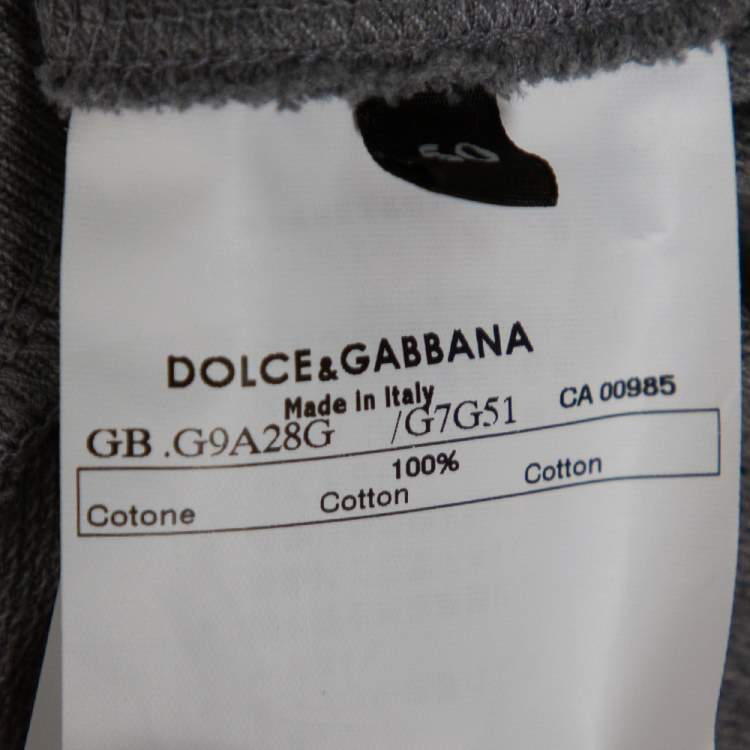 50
DOLCE&GABBANA
Made in Italy
GB .G9A28G /G7G51 CA 00985
100%
Cotone Cotton Cotton